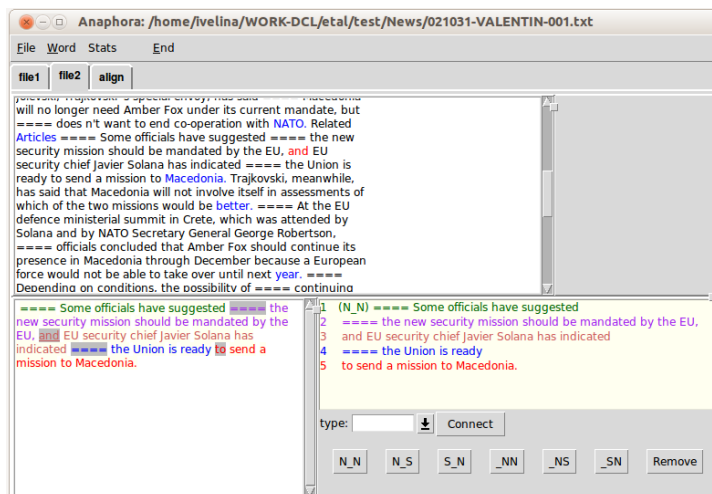 Anaphora: /home/ivelina/WORK-DCL/etal/test/News/021031-VALENTIN-001.txt
File Word Stats End
file1 file2 align
will no longer need Amber Fox under its current mandate, but
==== does n't want to end co-operation with NATO. Related
Articles ==== Some officials have suggested ==== the new
security mission should be mandated by the EU, and EU
security chief Javier Solana has indicated ==== the Union is
ready to send a mission to Macedonia. Trajkovski, meanwhile,
has said that Macedonia will not involve itself in assessments of
which of the two missions would be better. ==== At the EU
defence ministerial summit in Crete, which was attended by
Solana and by NATO Secretary General George Robertson,
==== officials concluded that Amber Fox should continue its
presence in Macedonia through December because a European
force would not be able to take over until next year. ====
Depending on conditions, the possibility of ==== continuing
==== Some officials have suggested ==== the
new security mission should be mandated by the
EU, and EU security chief Javier Solana has
indicated ==== the Union is ready to send a
mission to Macedonia.
1 (N_N) ==== Some officials have suggested
2 ==== the new security mission should be mandated by the EU,
3 and EU security chief Javier Solana has indicated
4 ==== the Union is ready
5 to send a mission to Macedonia.
type: Connect
N_N N_S S_N _NN _NS _SN Remove